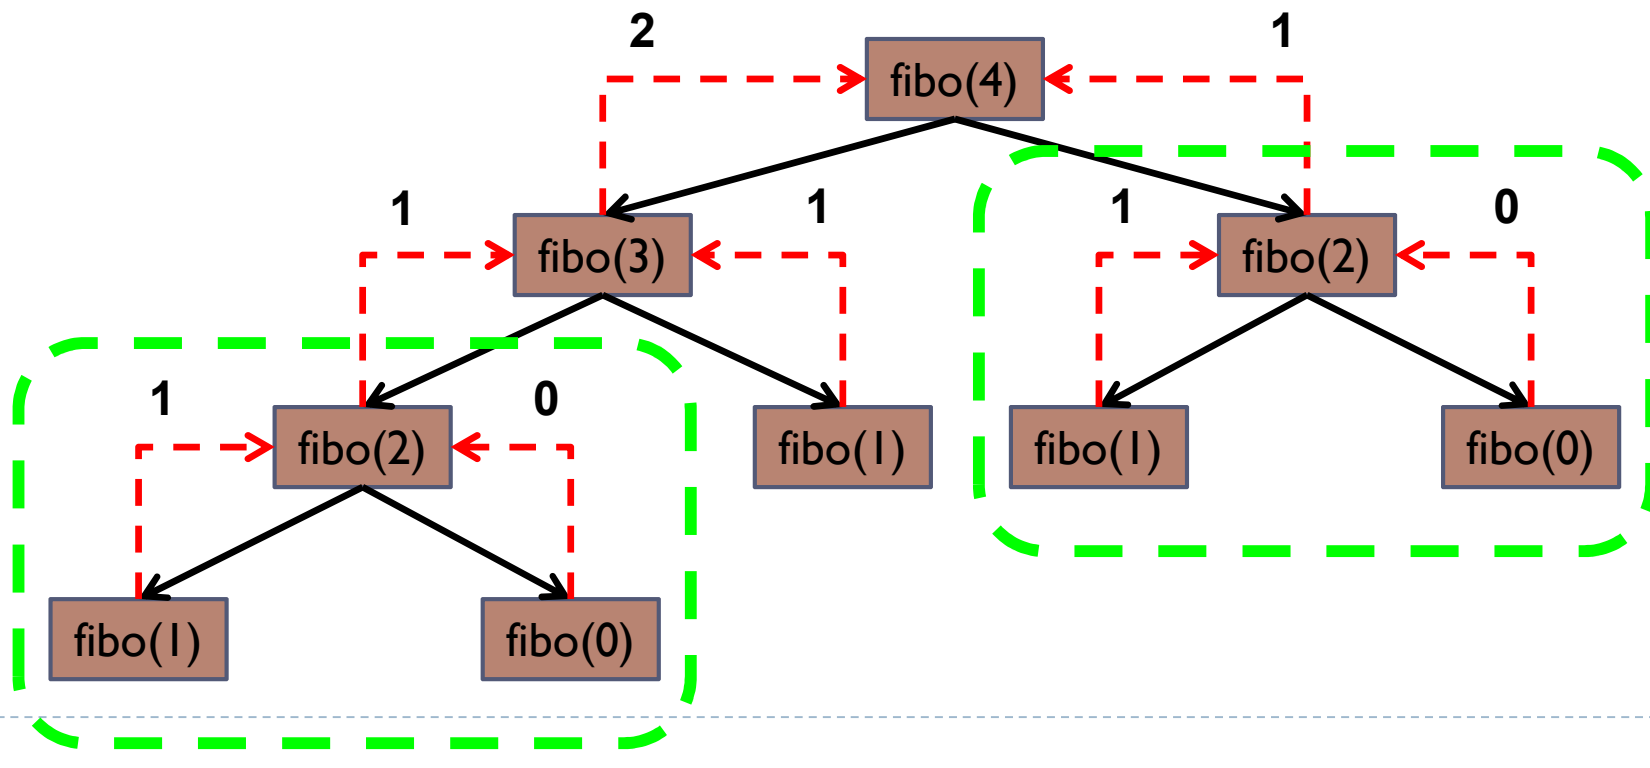 2 1
fibo(4)
1 1 1 0
fibo(3) fibo(2)
1 0
fibo(2) fibo(1) fibo(1) fibo(0)
fibo(1) fibo(0)